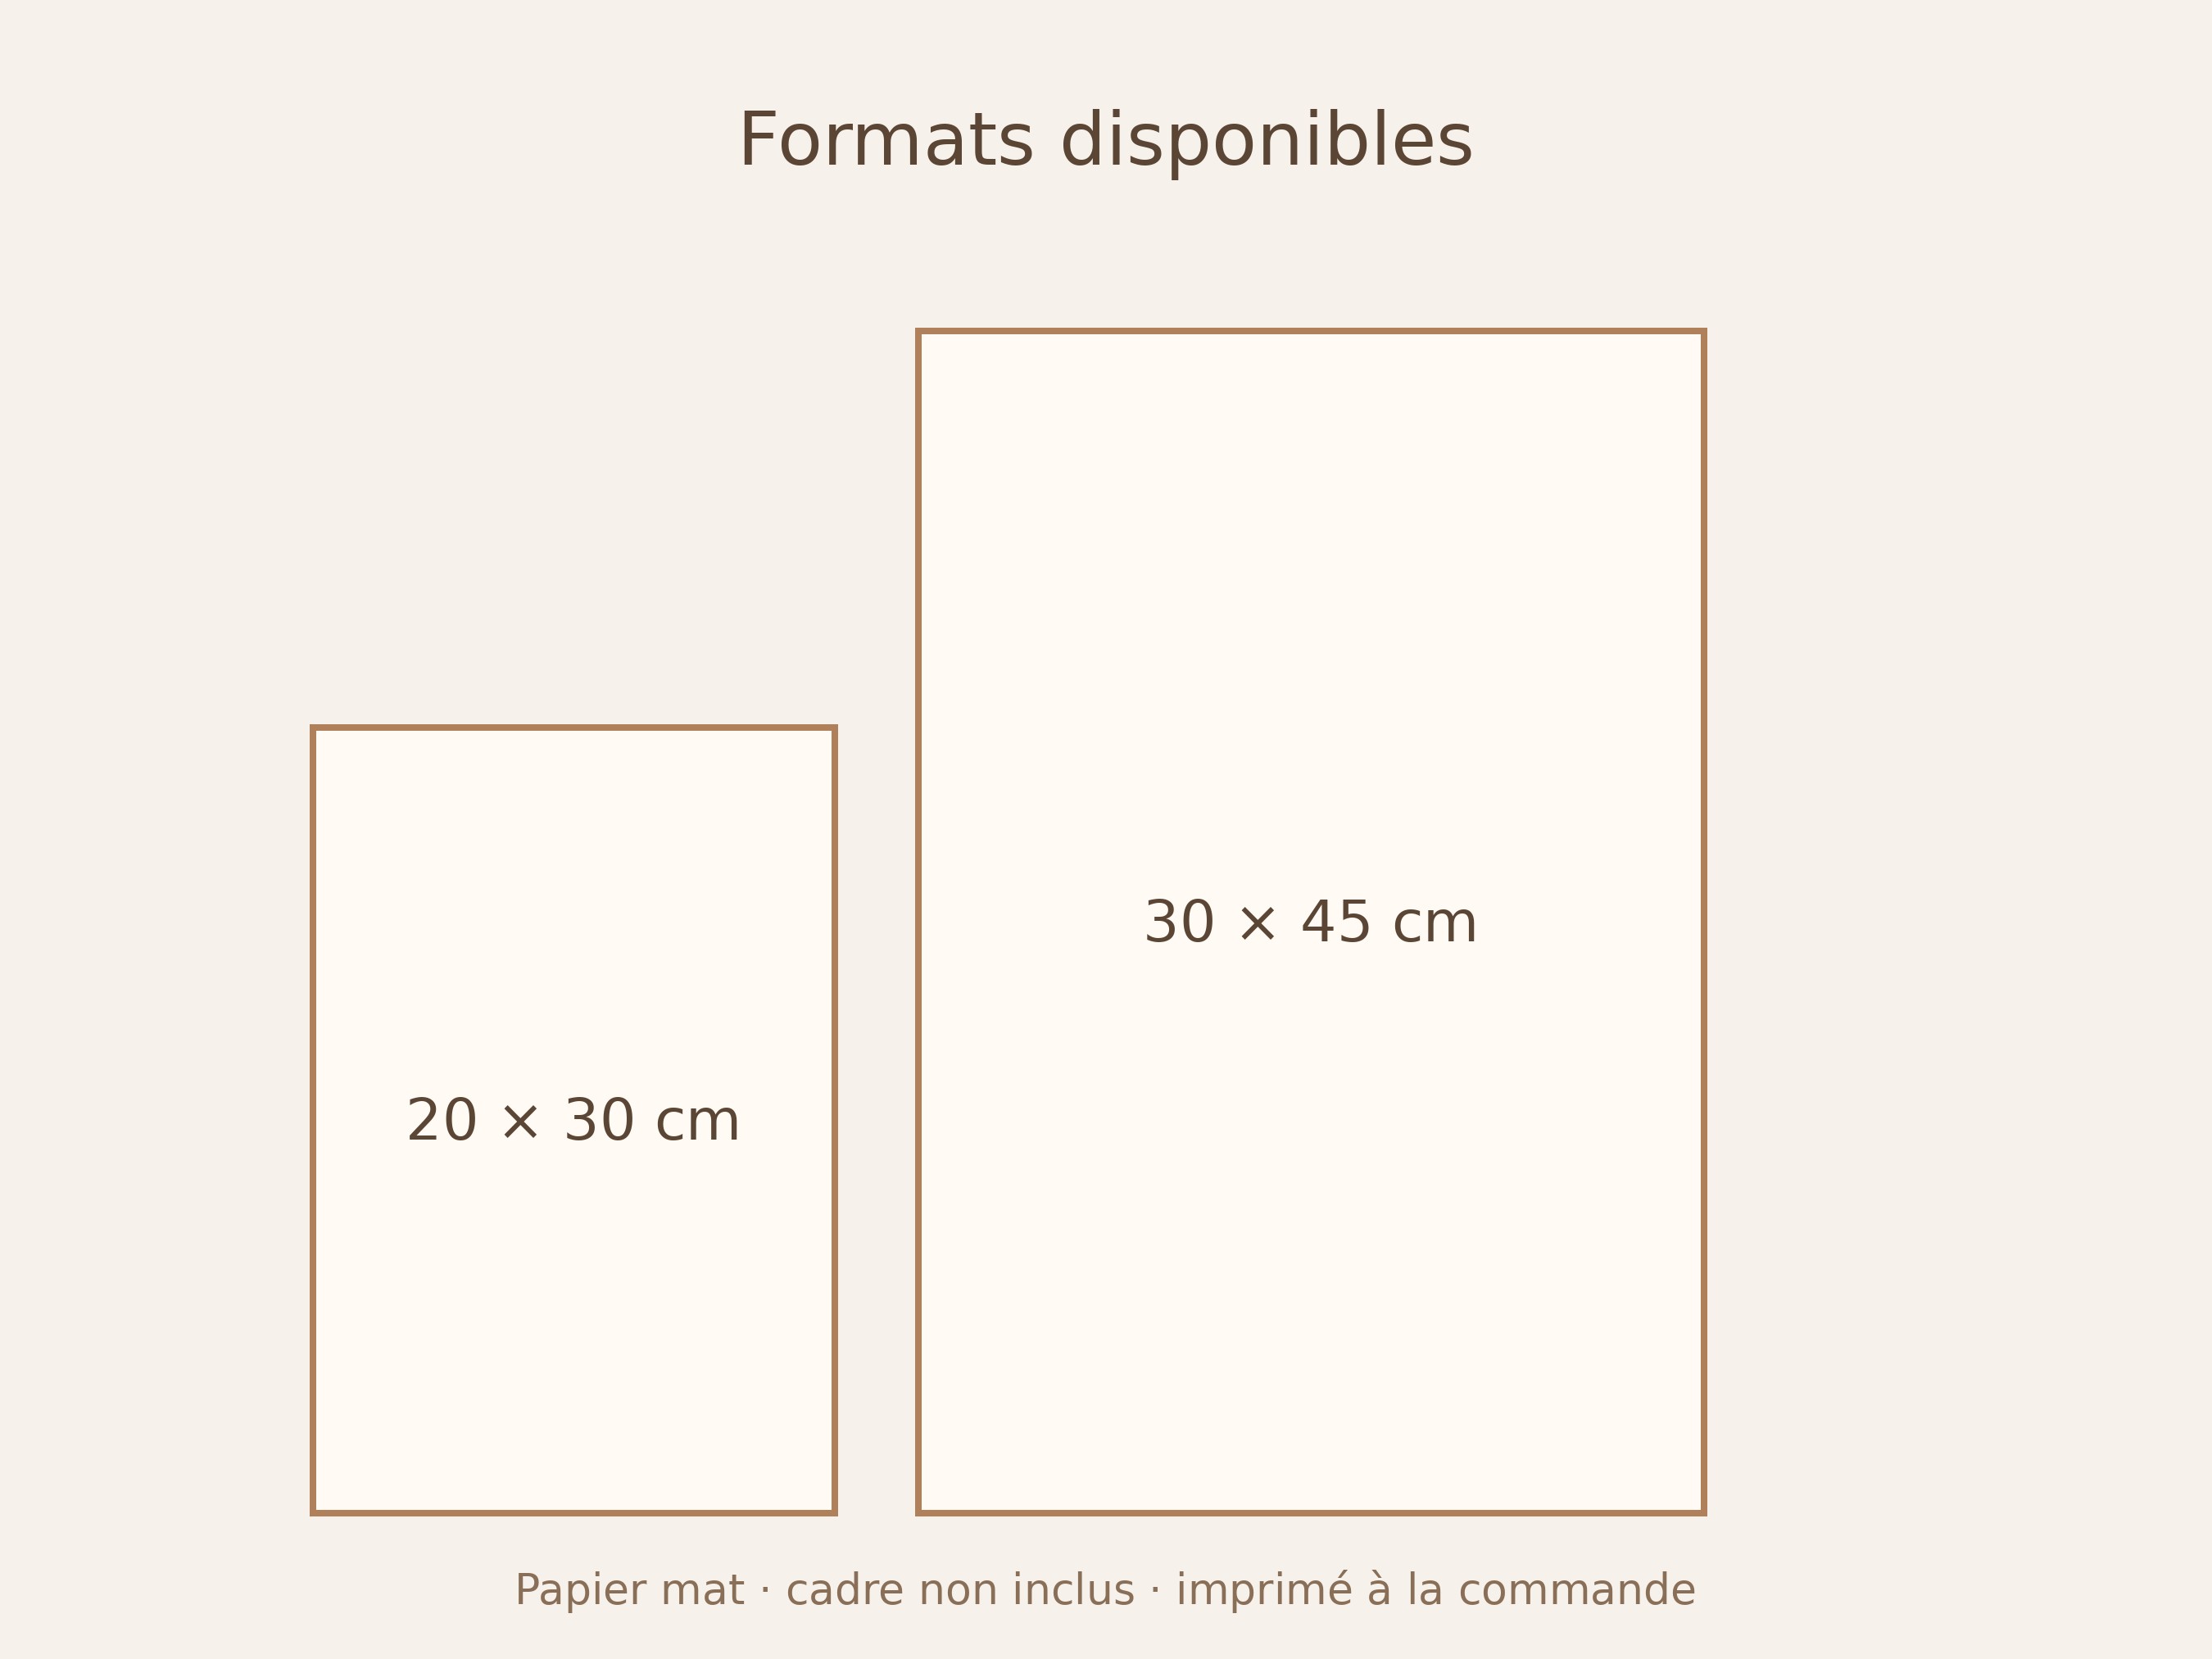 Formats disponibles
20 × 30 cm
30 × 45 cm
Papier mat · cadre non inclus · imprimé à la commande